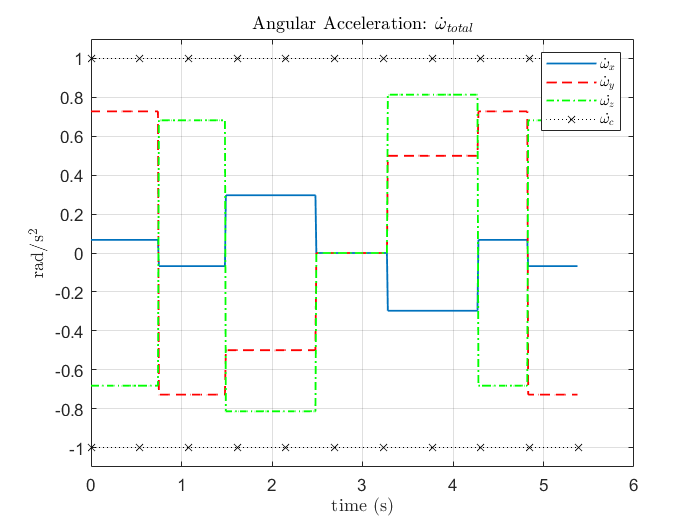 Angular Acceleration: ω̇_total
1
0.8
0.6
0.4
0.2
0
-0.2
-0.4
-0.6
-0.8
-1
rad/s²
ω̇_x
ω̇_y
ω̇_z
ω̇_c
0 1 2 3 4 5 6
time (s)